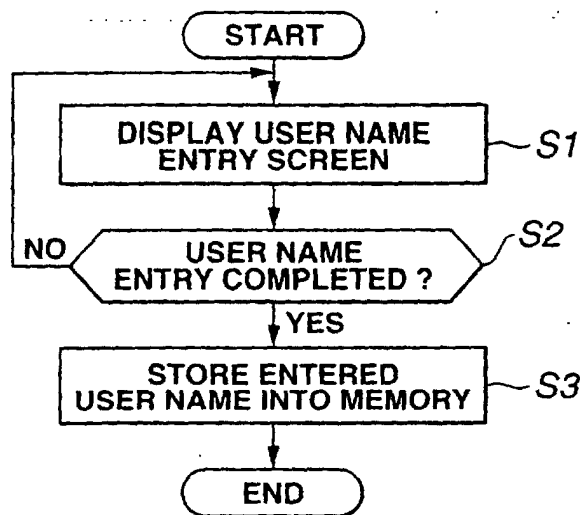 START
DISPLAY USER NAME
ENTRY SCREEN
S1
USER NAME
ENTRY COMPLETED ?
S2
NO
YES
STORE ENTERED
USER NAME INTO MEMORY
S3
END